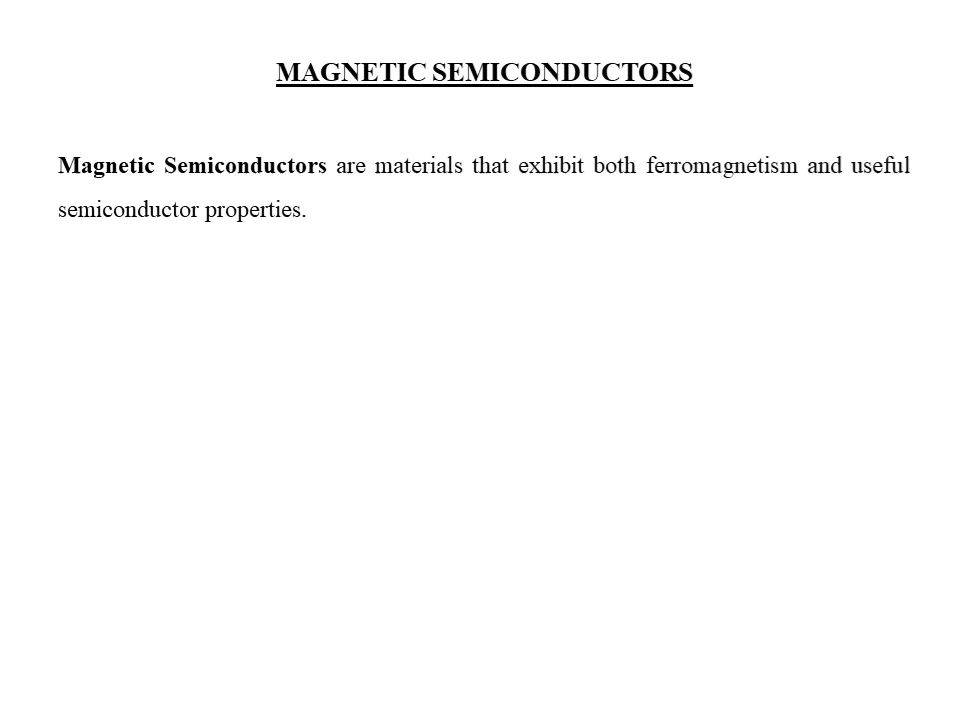 MAGNETIC SEMICONDUCTORS
Magnetic Semiconductors are materials that exhibit both ferromagnetism and useful
semiconductor properties.